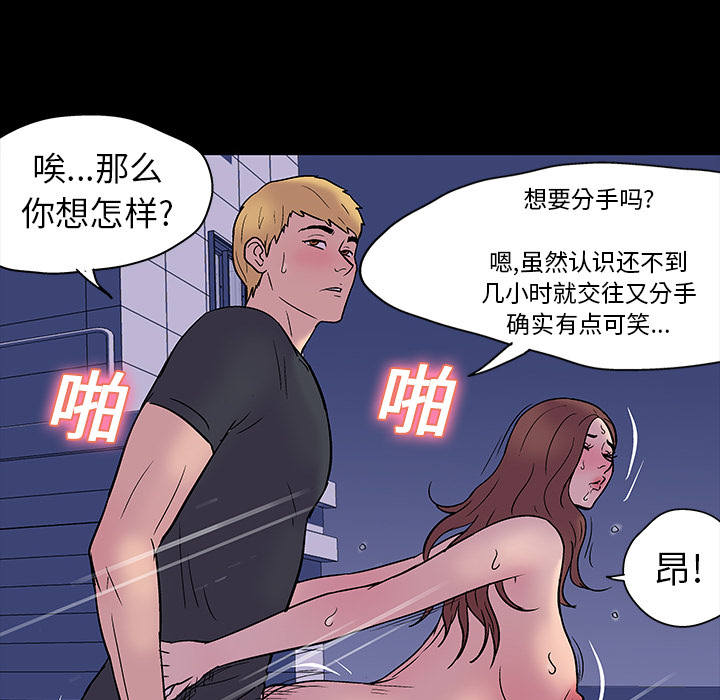 唉...那么
你想怎样?
想要分手吗?
嗯,虽然认识还不到
几小时就交往又分手
确实有点可笑...
啪
啪
昂!